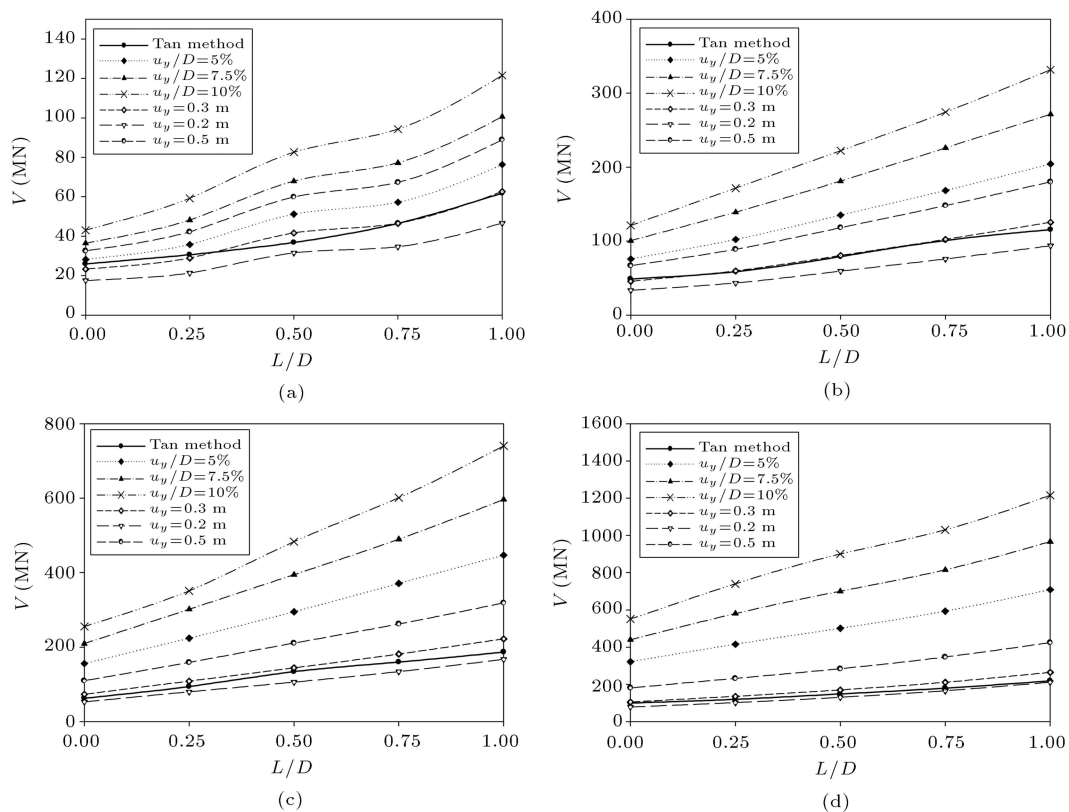 140
120
100
80
60
40
20
0
V (MN)
Tan method
u_y/D=5%
u_y/D=7.5%
u_y/D=10%
u_y=0.3 m
u_y=0.2 m
u_y=0.5 m
0.00 0.25 0.50 0.75 1.00
L/D
(a)
400
300
200
100
0
V (MN)
Tan method
u_y/D=5%
u_y/D=7.5%
u_y/D=10%
u_y=0.3 m
u_y=0.2 m
u_y=0.5 m
0.00 0.25 0.50 0.75 1.00
L/D
(b)
800
600
400
200
0
V (MN)
Tan method
u_y/D=5%
u_y/D=7.5%
u_y/D=10%
u_y=0.3 m
u_y=0.2 m
u_y=0.5 m
0.00 0.25 0.50 0.75 1.00
L/D
(c)
1600
1400
1200
1000
800
600
400
200
0
V (MN)
Tan method
u_y/D=5%
u_y/D=7.5%
u_y/D=10%
u_y=0.3 m
u_y=0.2 m
u_y=0.5 m
0.00 0.25 0.50 0.75 1.00
L/D
(d)